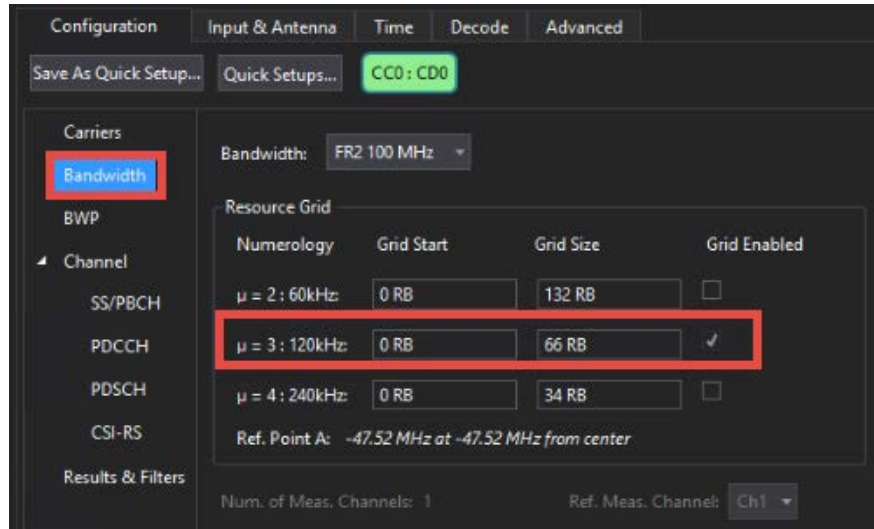 Configuration Input & Antenna Time Decode Advanced
Save As Quick Setup... Quick Setups... CC0 : CD0
Carriers
Bandwidth
BWP
Channel
SS/PBCH
PDCCH
PDSCH
CSI-RS
Results & Filters
Bandwidth: FR2 100 MHz
Resource Grid
Numerology Grid Start Grid Size Grid Enabled
μ = 2 : 60kHz: 0 RB 132 RB
μ = 3 : 120kHz: 0 RB 66 RB
μ = 4 : 240kHz: 0 RB 34 RB
Ref. Point A: -47.52 MHz at -47.52 MHz from center
Num. of Meas. Channels: 1 Ref. Meas. Channel: Ch1